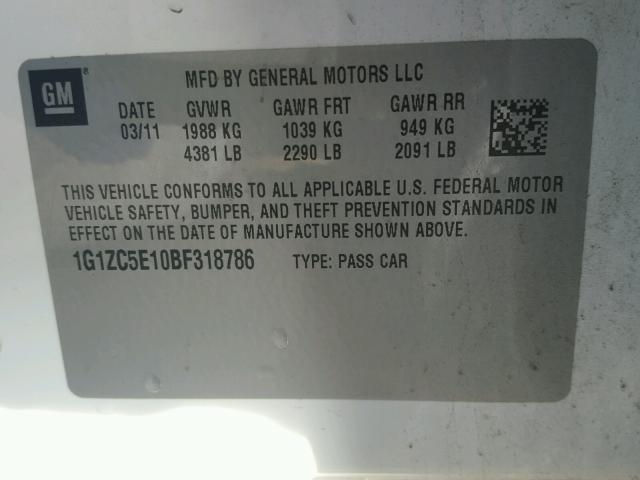 GM ®
MFD BY GENERAL MOTORS LLC
DATE GVWR GAWR FRT GAWR RR
03/11 1988 KG 1039 KG 949 KG
4381 LB 2290 LB 2091 LB
THIS VEHICLE CONFORMS TO ALL APPLICABLE U.S. FEDERAL MOTOR
VEHICLE SAFETY, BUMPER, AND THEFT PREVENTION STANDARDS IN
EFFECT ON THE DATE OF MANUFACTURE SHOWN ABOVE.
1G1ZC5E10BF318786 TYPE: PASS CAR